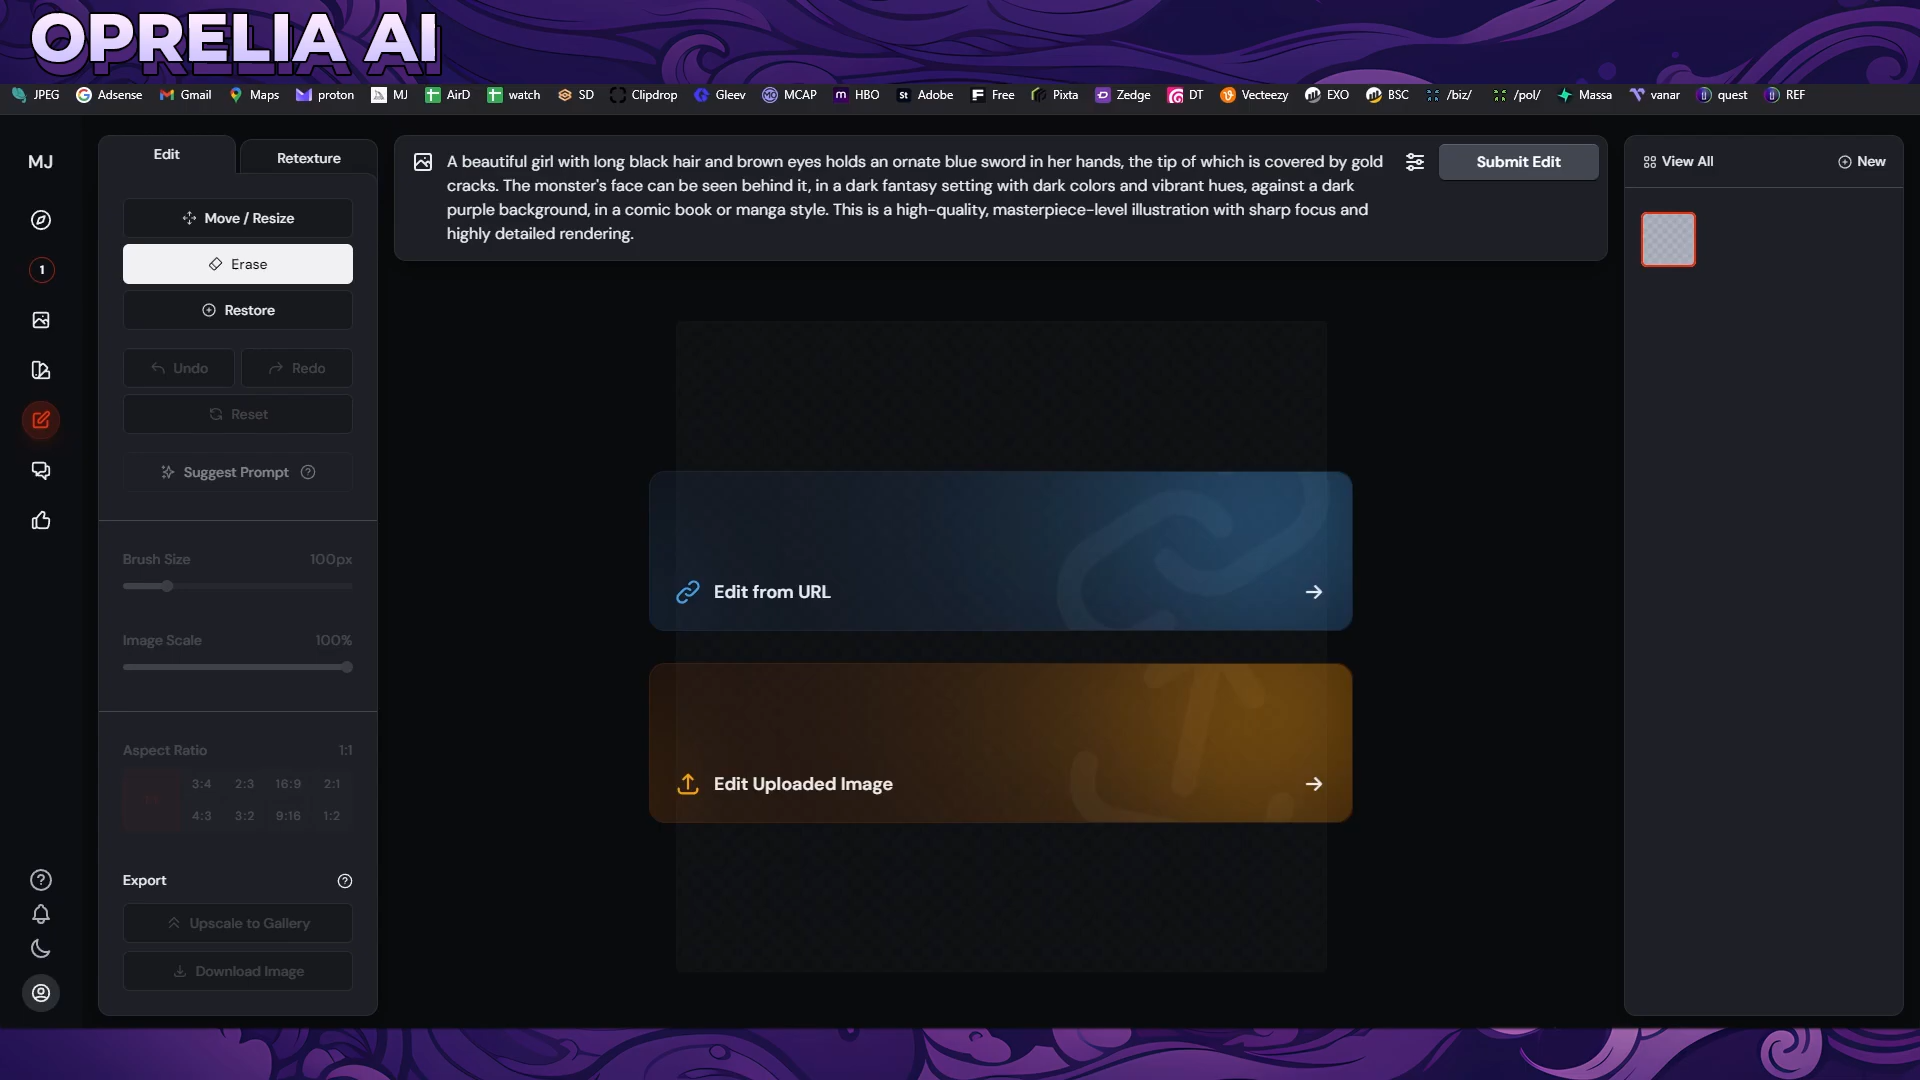 OPRELIA AI
JPEG Adsense Gmail Maps proton MJ AirD watch SD Clipdrop Gleev MCAP HBO Adobe Free Pixta Zedge DT Vecteezy EXO BSC /biz/ /pol/ Massa vanar quest REF
MJ
1
Edit Retexture
Move / Resize
Erase
Restore
Undo Redo
Reset
Suggest Prompt
Brush Size 100px
Image Scale 100%
Aspect Ratio 1:1
3:4 2:3 16:9 2:1
1:1
4:3 3:2 9:16 1:2
Export
Upscale to Gallery
Download Image
A beautiful girl with long black hair and brown eyes holds an ornate blue sword in her hands, the tip of which is covered by gold
cracks. The monster's face can be seen behind it, in a dark fantasy setting with dark colors and vibrant hues, against a dark
purple background, in a comic book or manga style. This is a high-quality, masterpiece-level illustration with sharp focus and
highly detailed rendering.
Submit Edit
Edit from URL
Edit Uploaded Image
View All New